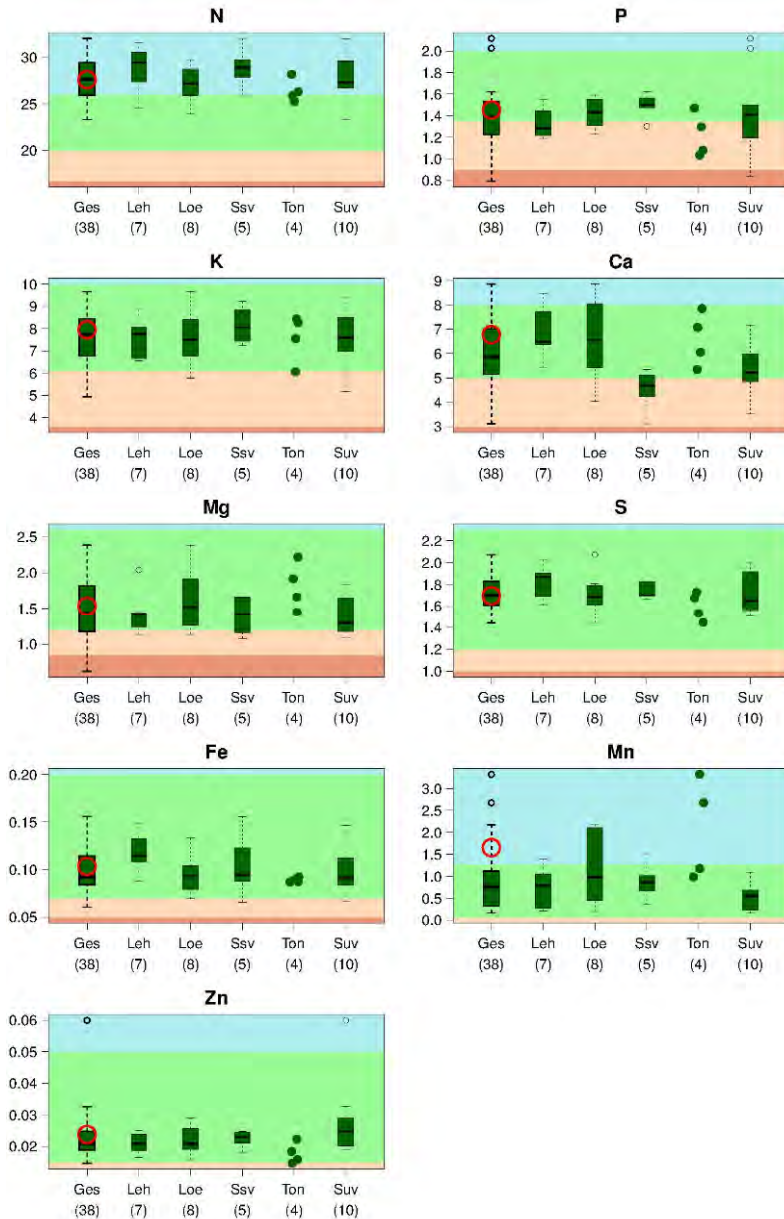 N
30
25
20
Ges Leh Loe Ssv Ton Suv
(38) (7) (8) (5) (4) (10)
P
2.0
1.8
1.6
1.4
1.2
1.0
0.8
Ges Leh Loe Ssv Ton Suv
(38) (7) (8) (5) (4) (10)
K
10
9
8
7
6
5
4
Ges Leh Loe Ssv Ton Suv
(38) (7) (8) (5) (4) (10)
Ca
9
8
7
6
5
4
3
Ges Leh Loe Ssv Ton Suv
(38) (7) (8) (5) (4) (10)
Mg
2.5
2.0
1.5
1.0
Ges Leh Loe Ssv Ton Suv
(38) (7) (8) (5) (4) (10)
S
2.2
2.0
1.8
1.6
1.4
1.2
1.0
Ges Leh Loe Ssv Ton Suv
(38) (7) (8) (5) (4) (10)
Fe
0.20
0.15
0.10
0.05
Ges Leh Loe Ssv Ton Suv
(38) (7) (8) (5) (4) (10)
Mn
3.0
2.5
2.0
1.5
1.0
0.5
0.0
Ges Leh Loe Ssv Ton Suv
(38) (7) (8) (5) (4) (10)
Zn
0.06
0.05
0.04
0.03
0.02
Ges Leh Loe Ssv Ton Suv
(38) (7) (8) (5) (4) (10)